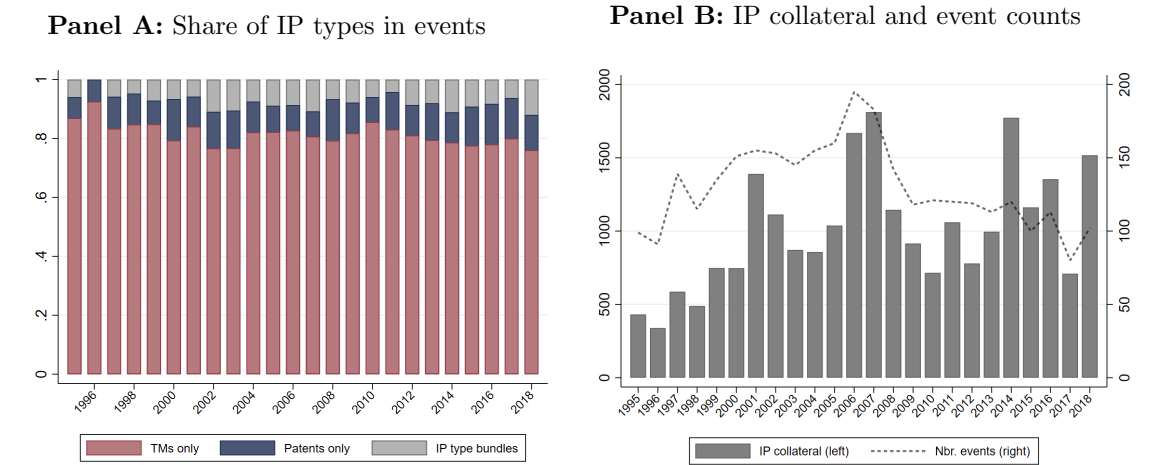 Panel A: Share of IP types in events
1
.8
.6
.4
.2
0
1996 1998 2000 2002 2004 2006 2008 2010 2012 2014 2016 2018
TMs only Patents only IP type bundles
Panel B: IP collateral and event counts
2000 200
1500 150
1000 100
500 50
0 0
1995 1996 1997 1998 1999 2000 2001 2002 2003 2004 2005 2006 2007 2008 2009 2010 2011 2012 2013 2014 2015 2016 2017 2018
IP collateral (left) Nbr. events (right)